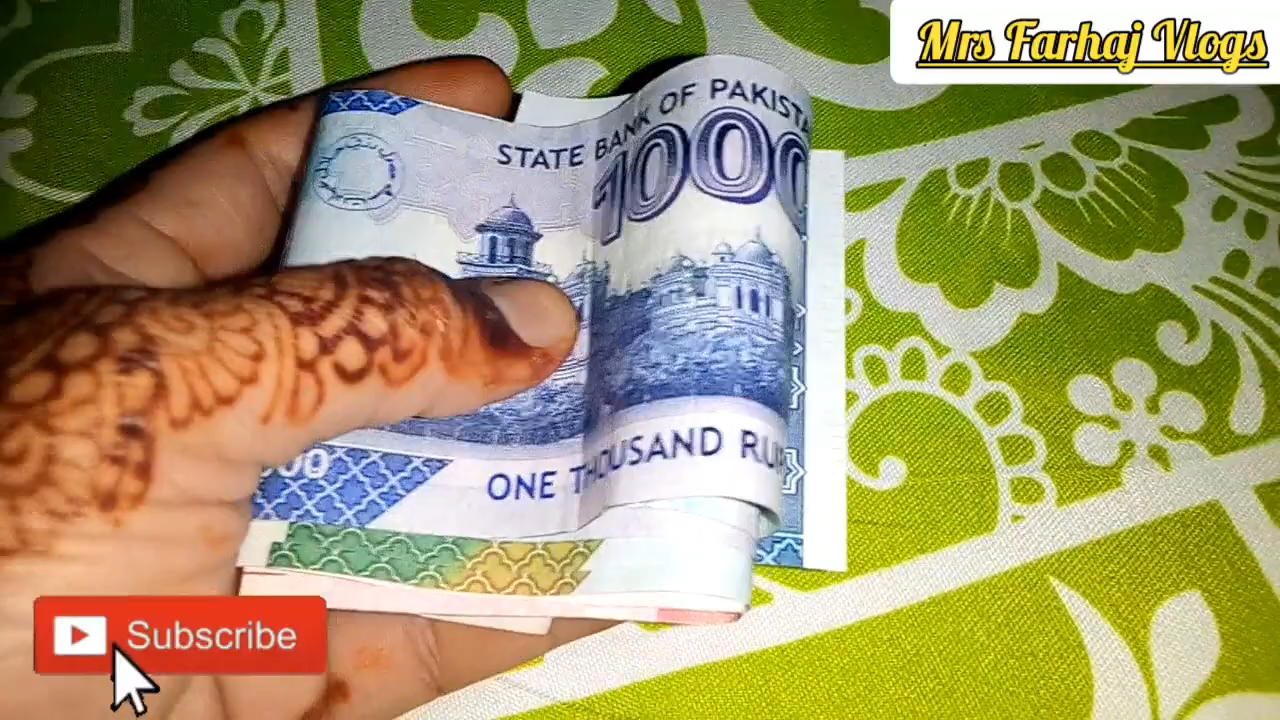 Mrs Farhaj Vlogs
STATE BANK OF PAKISTA
1000
ONE THOUSAND RU
Subscribe